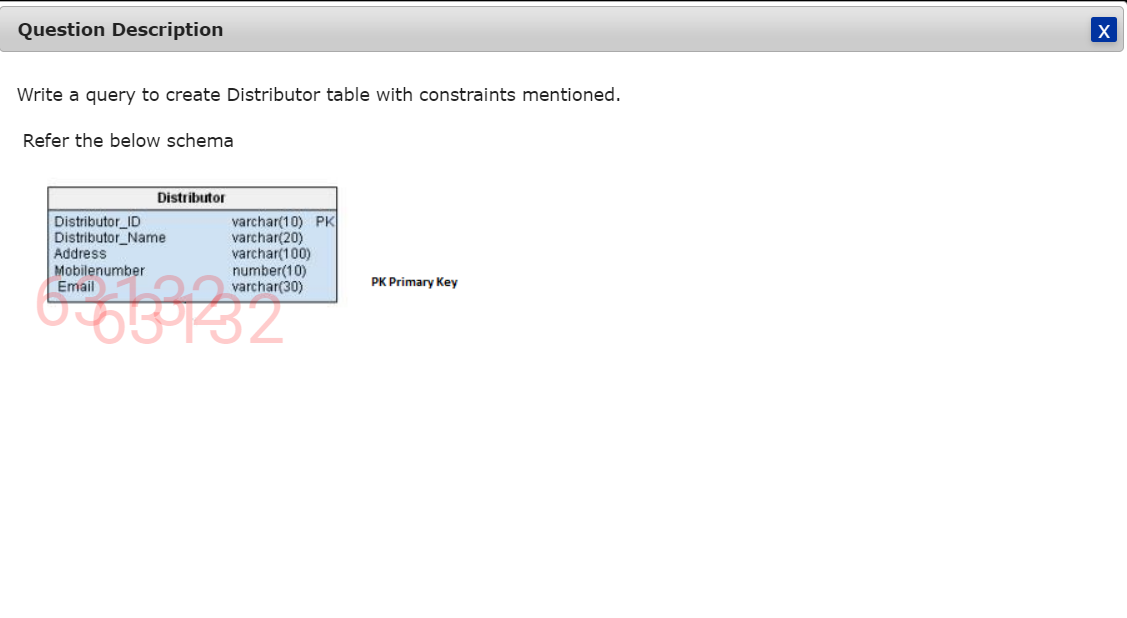 Question Description
X
Write a query to create Distributor table with constraints mentioned.
Refer the below schema
Distributor
Distributor_ID varchar(10) PK
Distributor_Name varchar(20)
Address varchar(100)
Mobilenumber number(10)
Email varchar(30)
PK Primary Key
63132
63132